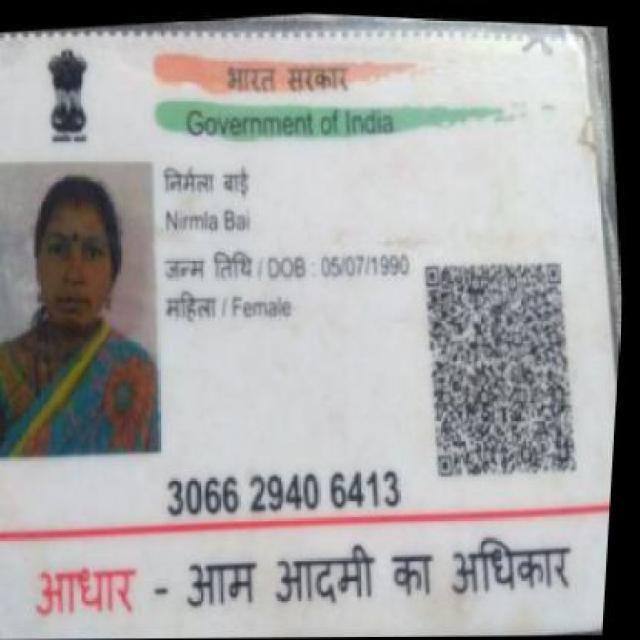 भारत सरकार
Government of India
निर्मला बाई
Nirmla Bai
जन्म तिथि / DOB : 05/07/1990
महिला / Female
3066 2940 6413
आधार - आम आदमी का अधिकार